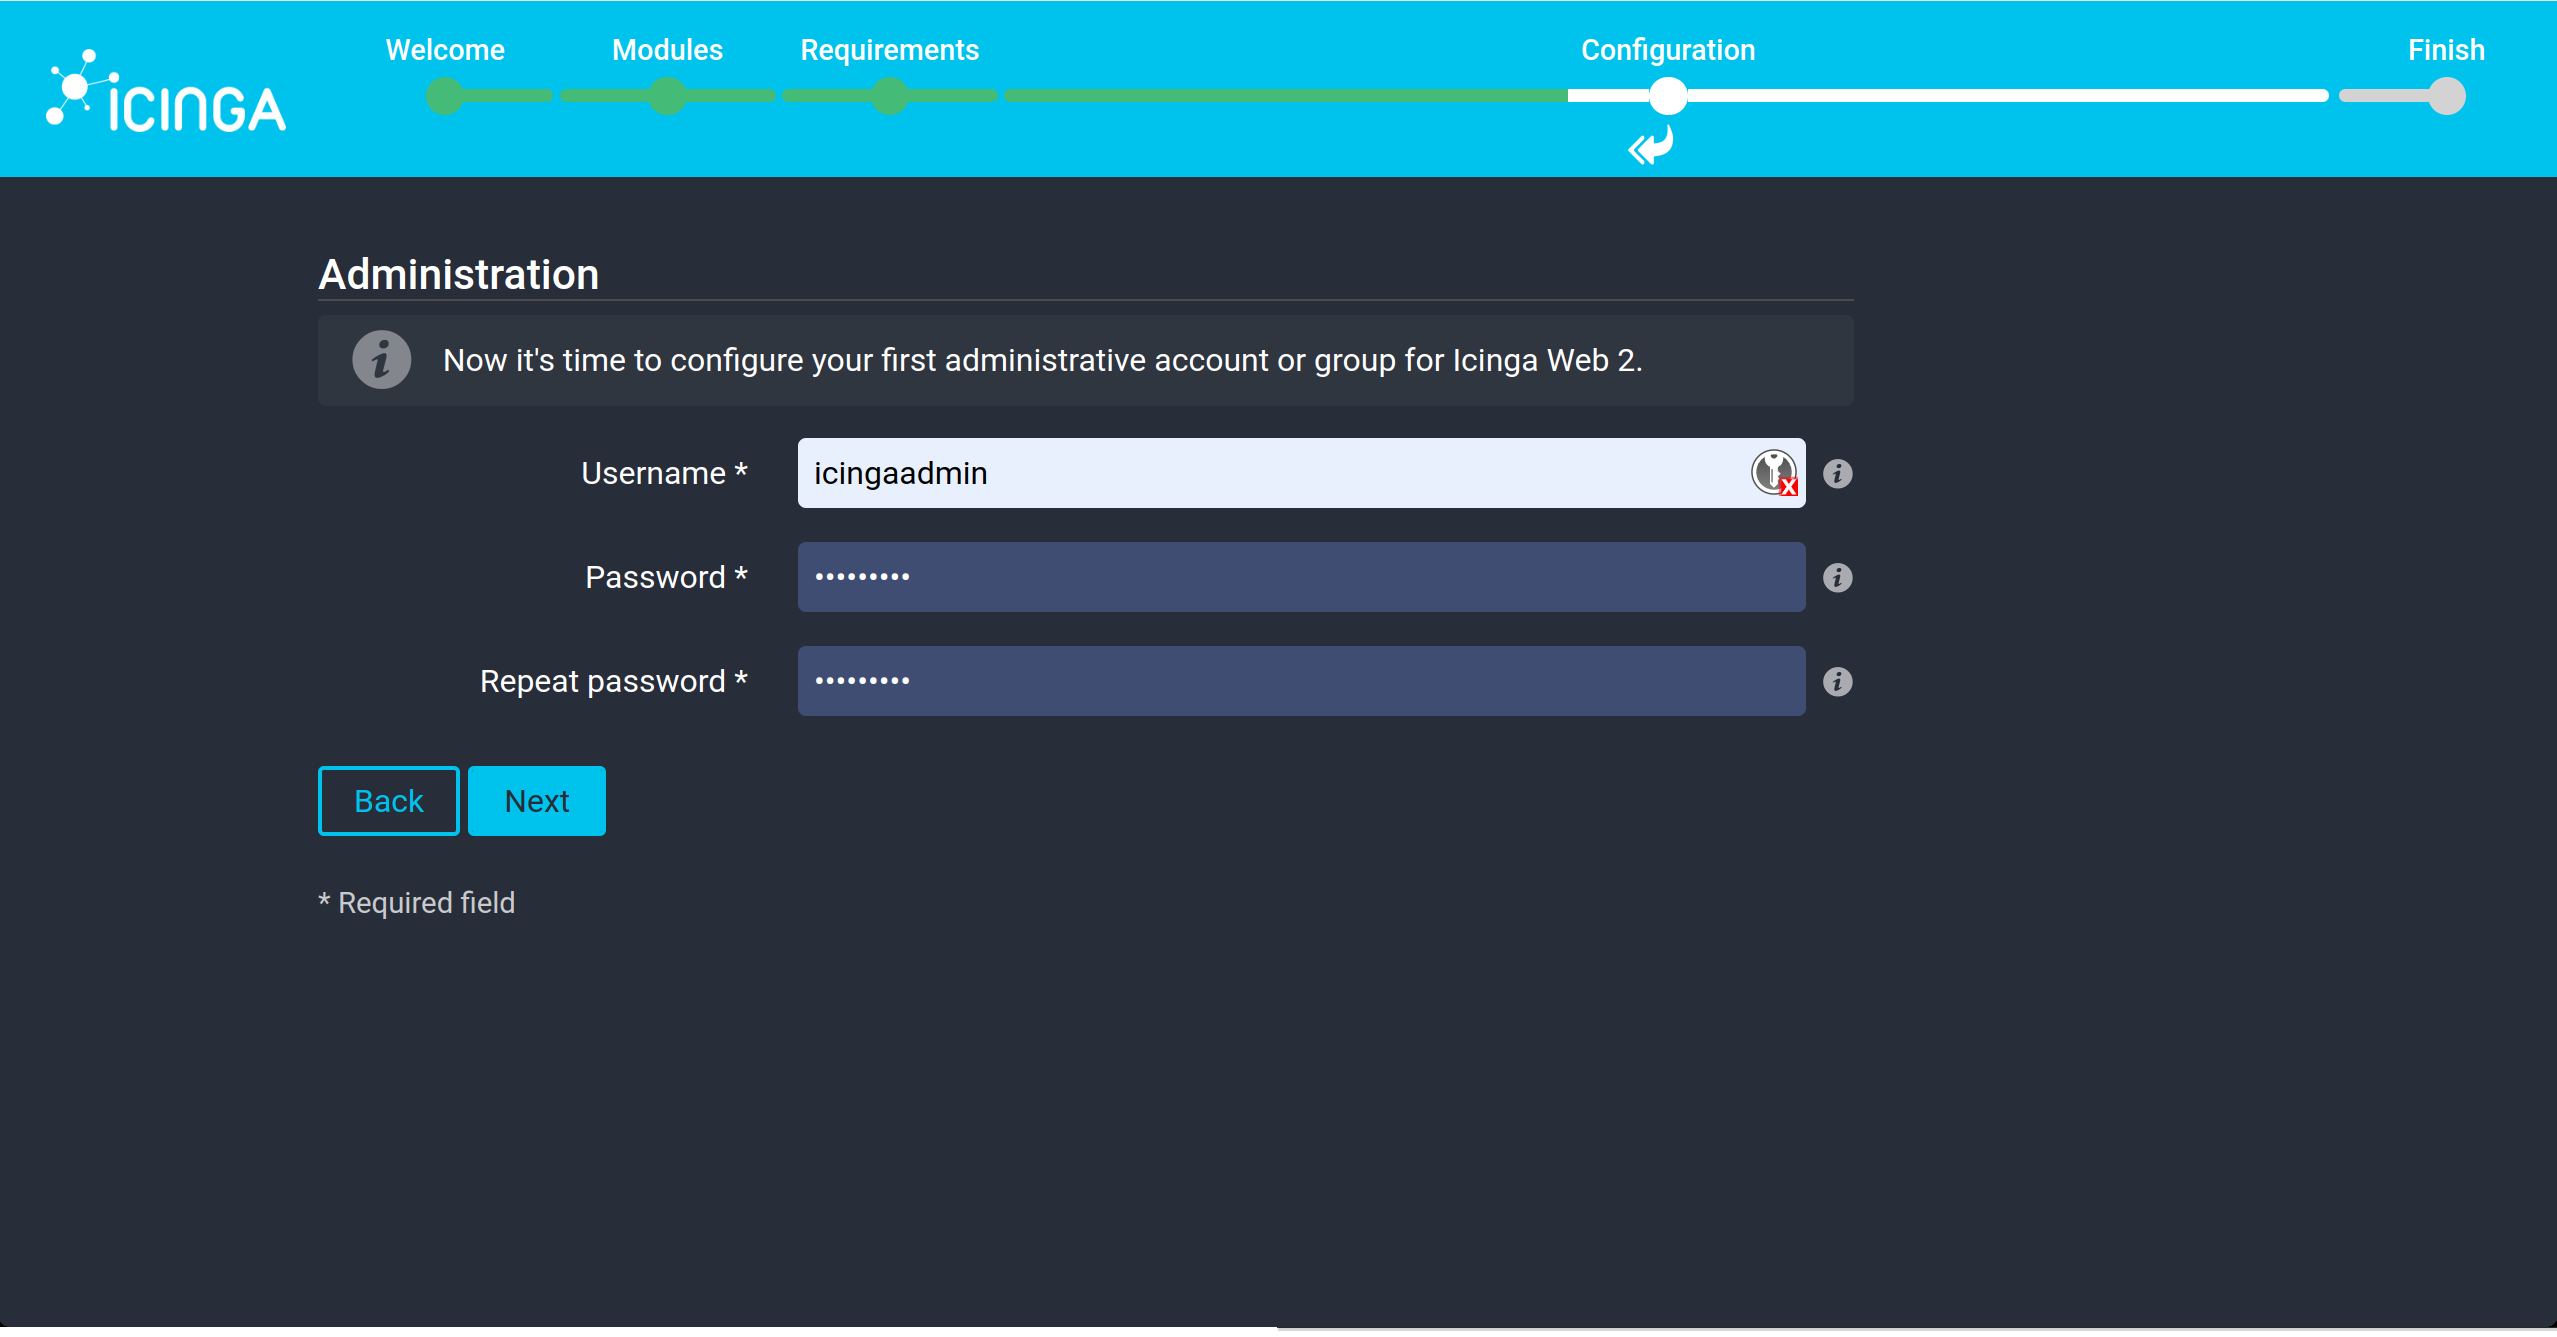 Welcome Modules Requirements Configuration Finish
ICINGA
Administration
Now it's time to configure your first administrative account or group for Icinga Web 2.
Username * icingaadmin
Password * •••••••••
Repeat password * •••••••••
Back Next
* Required field